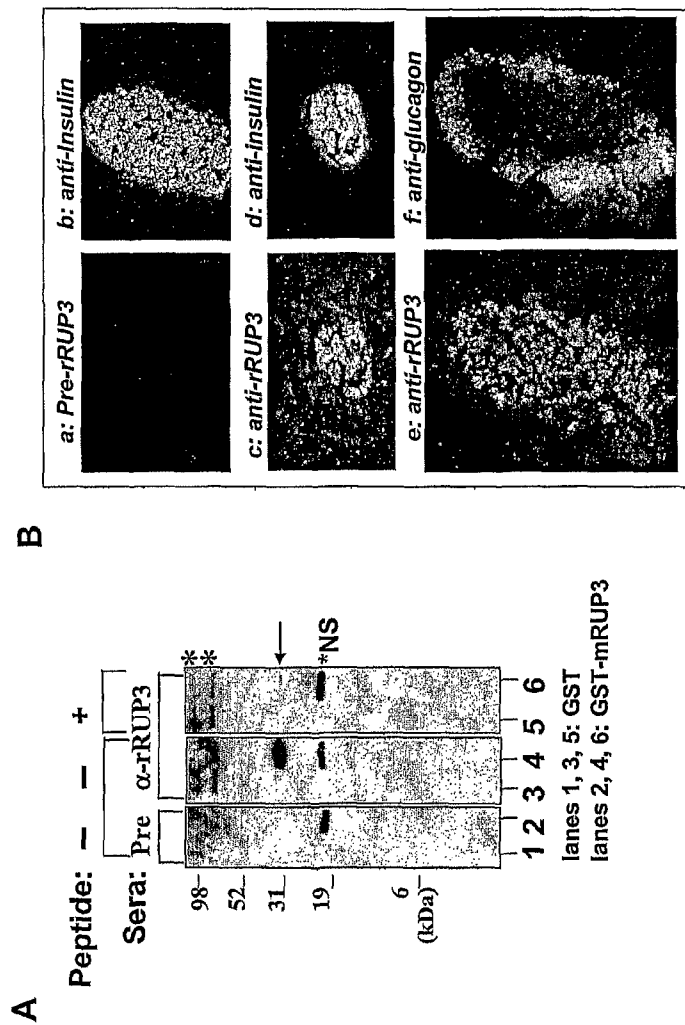 A
Peptide: − − +
Sera: Pre α-rRUP3
98
52
31
19
6
(kDa)
*
*
*NS
1 2 3 4 5 6
lanes 1, 3, 5: GST
lanes 2, 4, 6: GST-mRUP3
B
a: Pre-rRUP3
b: anti-Insulin
c: anti-rRUP3
d: anti-insulin
e: anti-rRUP3
f: anti-glucagon